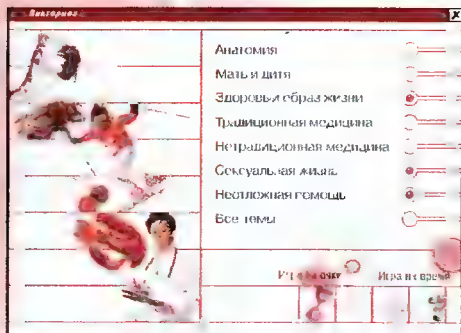 Викторина
Анатомия
Мать и дитя
Здоровый образ жизни
Традиционная медицина
Нетрадиционная медицина
Сексуальная жизнь
Неотложная помощь
Все темы
Игра на очки
Игра на время